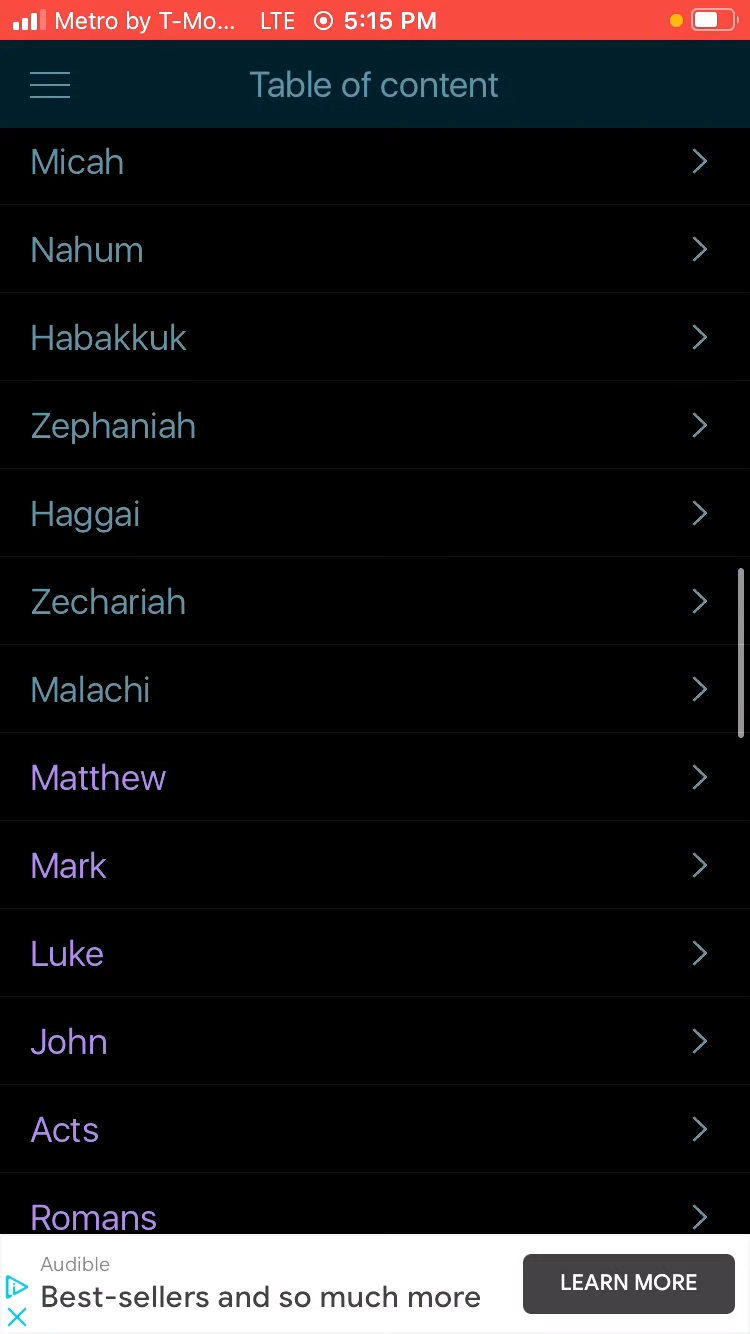 Metro by T-Mo... LTE 5:15 PM
Table of content
Micah
Nahum
Habakkuk
Zephaniah
Haggai
Zechariah
Malachi
Matthew
Mark
Luke
John
Acts
Romans
Audible
Best-sellers and so much more
LEARN MORE